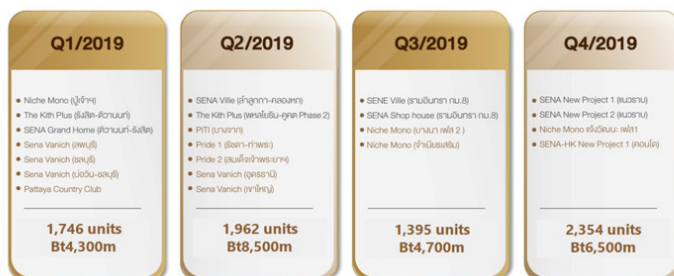 Q1/2019
Niche Mono (ปู่เจ้าฯ)
The Kith Plus (รังสิต-ติวานนท์)
SENA Grand Home (ติวานนท์-รังสิต)
Sena Vanich (ลพบุรี)
Sena Vanich (ชลบุรี)
Sena Vanich (บ่อวิน-ชลบุรี)
Pattaya Country Club
1,746 units
Bt4,300m
Q2/2019
SENA Ville (ลำลูกกา-คลองหก)
The Kith Plus (พหลโยธิน-คูคต Phase 2)
PITI (บางจาก)
Pride 1 (รัชดา-ท่าพระ)
Pride 2 (สมเด็จเจ้าพระยาฯ)
Sena Vanich (อุดรธานี)
Sena Vanich (เขาใหญ่)
1,962 units
Bt8,500m
Q3/2019
SENE Ville (รามอินทรา กม.8)
SENA Shop house (รามอินทรา กม.8)
Niche Mono (บางนา เฟส 2 )
Niche Mono (จำเนียรเสริม)
1,395 units
Bt4,700m
Q4/2019
SENA New Project 1 (แนวราบ)
SENA New Project 2 (แนวราบ)
Niche Mono แจ้งวัฒนะ เฟส1
SENA-HK New Project 1 (คอนโด)
2,354 units
Bt6,500m